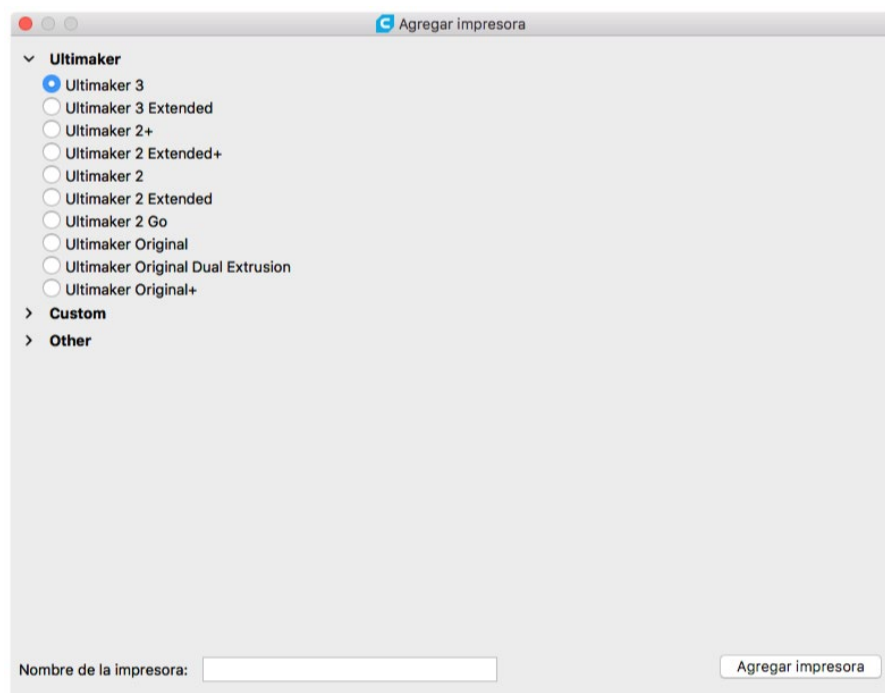 Agregar impresora
Ultimaker
Ultimaker 3
Ultimaker 3 Extended
Ultimaker 2+
Ultimaker 2 Extended+
Ultimaker 2
Ultimaker 2 Extended
Ultimaker 2 Go
Ultimaker Original
Ultimaker Original Dual Extrusion
Ultimaker Original+
Custom
Other
Nombre de la impresora: Agregar impresora